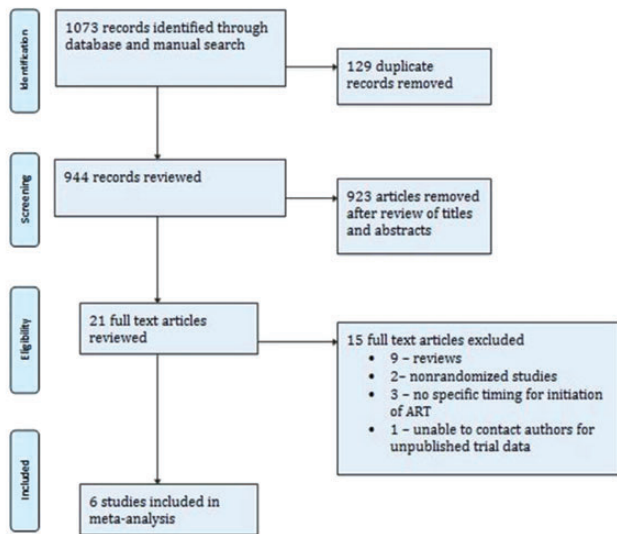 Identification
1073 records identified through
database and manual search
129 duplicate
records removed
Screening
944 records reviewed
923 articles removed
after review of titles
and abstracts
Eligibility
21 full text articles
reviewed
15 full text articles excluded
• 9 – reviews
• 2– nonrandomized studies
• 3 – no specific timing for initiation
of ART
• 1 – unable to contact authors for
unpublished trial data
Included
6 studies included in
meta-analysis